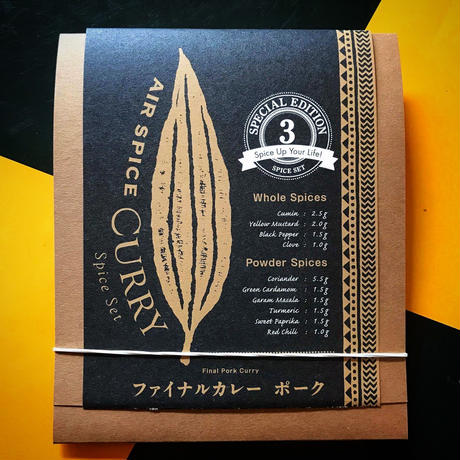 AIR SPICE
CURRY
Spice Set
SPECIAL EDITION
3
Spice Up Your Life!
SPICE SET
Whole Spices
Cumin : 2.5g
Yellow Mustard : 2.0g
Black Pepper : 1.5g
Clove : 1.0g
Powder Spices
Coriander : 5.5g
Green Cardamom : 1.5g
Garam Masala : 1.5g
Turmeric : 1.5g
Sweet Paprika : 1.5g
Red Chili : 1.0g
Final Pork Curry
ファイナルカレー ポーク